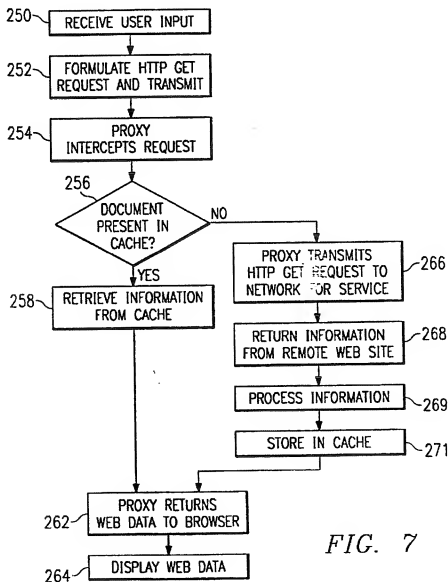 250
RECEIVE USER INPUT
252
FORMULATE HTTP GET
REQUEST AND TRANSMIT
254
PROXY
INTERCEPTS REQUEST
256
DOCUMENT
PRESENT IN
CACHE?
NO
YES
258
RETRIEVE INFORMATION
FROM CACHE
PROXY TRANSMITS
HTTP GET REQUEST TO
NETWORK FOR SERVICE
266
RETURN INFORMATION
FROM REMOTE WEB SITE
268
PROCESS INFORMATION
269
STORE IN CACHE
271
262
PROXY RETURNS
WEB DATA TO BROWSER
264
DISPLAY WEB DATA
FIG. 7